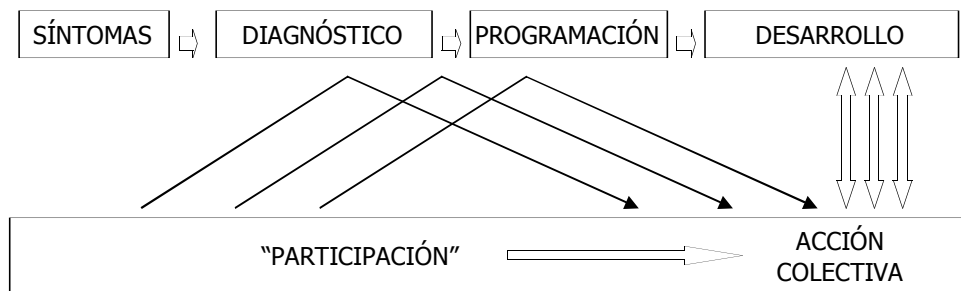 SÍNTOMAS
DIAGNÓSTICO
PROGRAMACIÓN
DESARROLLO
“PARTICIPACIÓN”
ACCIÓN
COLECTIVA